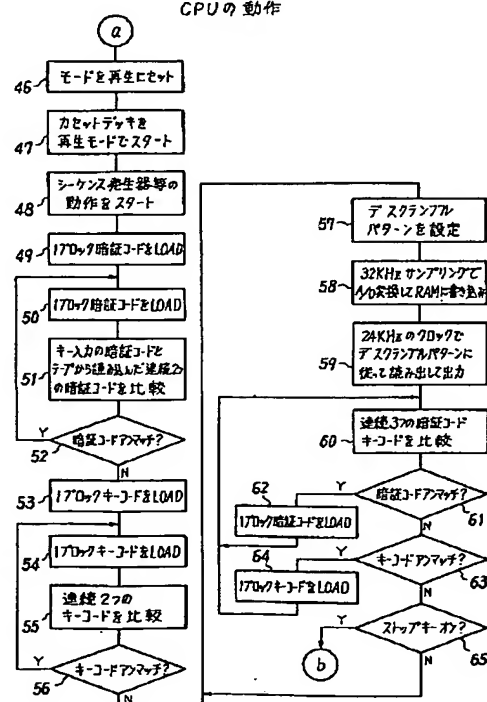 CPUの動作
a
46
モードを再生にセット
47
カセットデッキを
再生モードでスタート
48
シーケンス発生器等の
動作をスタート
49
1ブロック暗証コードをLOAD
50
1ブロック暗証コードをLOAD
51
キー入力の暗証コードと
テープから読み込んだ連続2つ
の暗証コードを比較
52
暗証コードアンマッチ?
Y
N
53
1ブロックキーコードをLOAD
54
1ブロックキーコードをLOAD
55
連続2つの
キーコードを比較
56
キーコードアンマッチ?
Y
N
57
デスクランブル
パターンを設定
58
32KHzサンプリングで
A/D変換してRAMに書き込み
59
24KHzのクロックで
デスクランブルパターンに
従って読み出して出力
60
連続3つの暗証コード
キーコードを比較
61
暗証コードアンマッチ?
Y
N
62
1ブロック暗証コードをLOAD
63
キーコードアンマッチ?
Y
N
64
1ブロックキーコードをLOAD
65
ストップキーオン?
Y
N
b